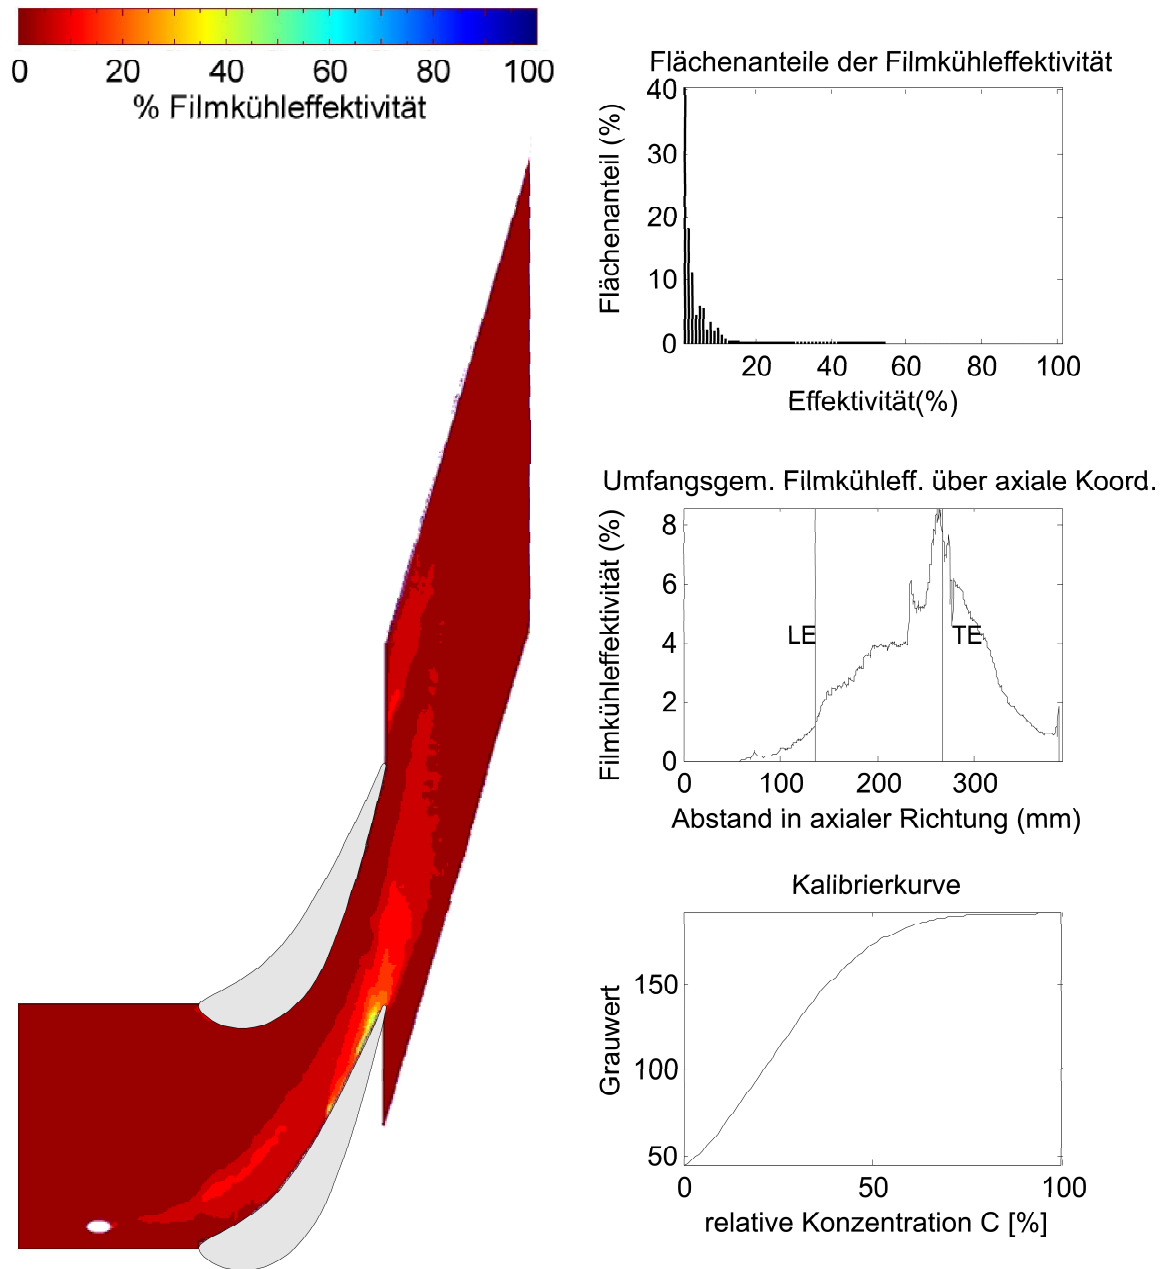 0 20 40 60 80 100
% Filmkühleffektivität
Flächenanteile der Filmkühleffektivität
Flächenanteil (%)
40
30
20
10
0
20 40 60 80 100
Effektivität(%)
Umfangsgem. Filmkühleff. über axiale Koord.
Filmkühleffektivität (%)
8
6
4
2
0
LE TE
0 100 200 300
Abstand in axialer Richtung (mm)
Kalibrierkurve
Grauwert
150
100
50
0 50 100
relative Konzentration C [%]